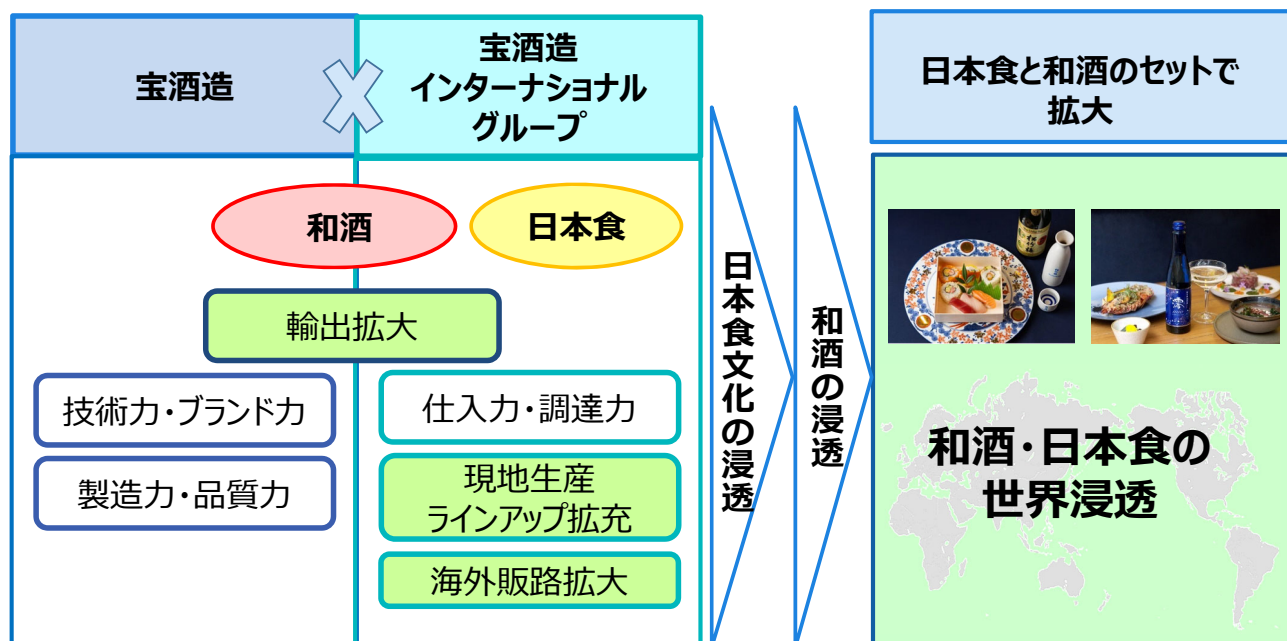 宝酒造
宝酒造
インターナショナル
グループ
和酒
日本食
輸出拡大
技術力・ブランド力
製造力・品質力
仕入力・調達力
現地生産
ラインアップ拡充
海外販路拡大
日本食文化の浸透
和酒の浸透
日本食と和酒のセットで
拡大
和酒・日本食の
世界浸透